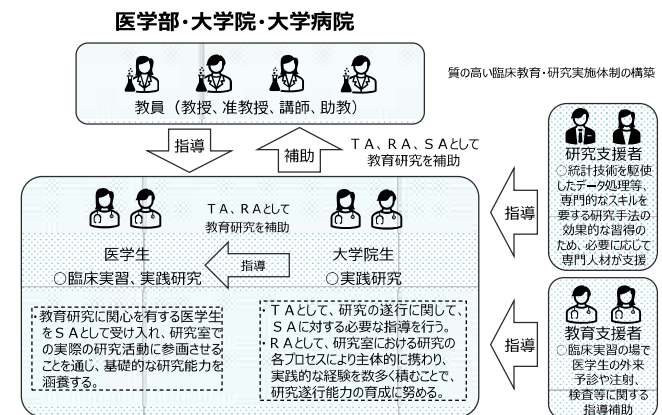 医学部・大学院・大学病院
質の高い臨床教育・研究実施体制の構築
教員（教授、准教授、講師、助教）
指導
補助
ＴＡ、ＲＡ、ＳＡとして
教育研究を補助
研究支援者
○統計技術を駆使
したデータ処理等、
専門的なスキルを
要する研究手法の
効果的な習得の
ため、必要に応じて
専門人材が支援
指導
ＴＡ、ＲＡとして
教育研究を補助
医学生
○臨床実習、実践研究
指導
大学院生
○実践研究
・教育研究に関心を有する医学生
をＳＡとして受け入れ、研究室で
の実際の研究活動に参画させる
ことを通じ、基礎的な研究能力を
涵養する。
・ＴＡとして、研究の遂行に関して、
ＳＡに対する必要な指導を行う。
・ＲＡとして、研究室における研究の
各プロセスにより主体的に携わり、
実践的な経験を数多く積むことで、
研究遂行能力の育成に努める。
指導
教育支援者
○臨床実習の場で
医学生の外来
予診や注射、
検査等に関する
指導補助